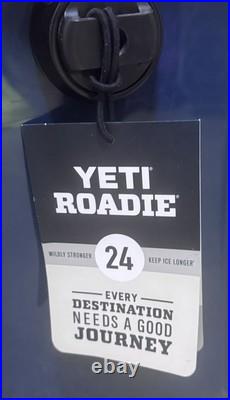 YETI
ROADIE®
WILDLY STRONGER 24 KEEP ICE LONGER®
EVERY
DESTINATION
NEEDS A GOOD
JOURNEY